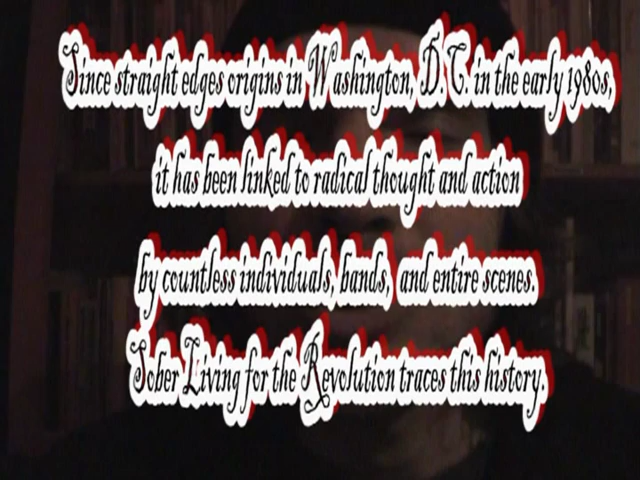 Since straight edges origins in Washington, D.C. in the early 1980s,
it has been linked to radical thought and action
by countless individuals, bands, and entire scenes.
Sober Living for the Revolution traces this history.